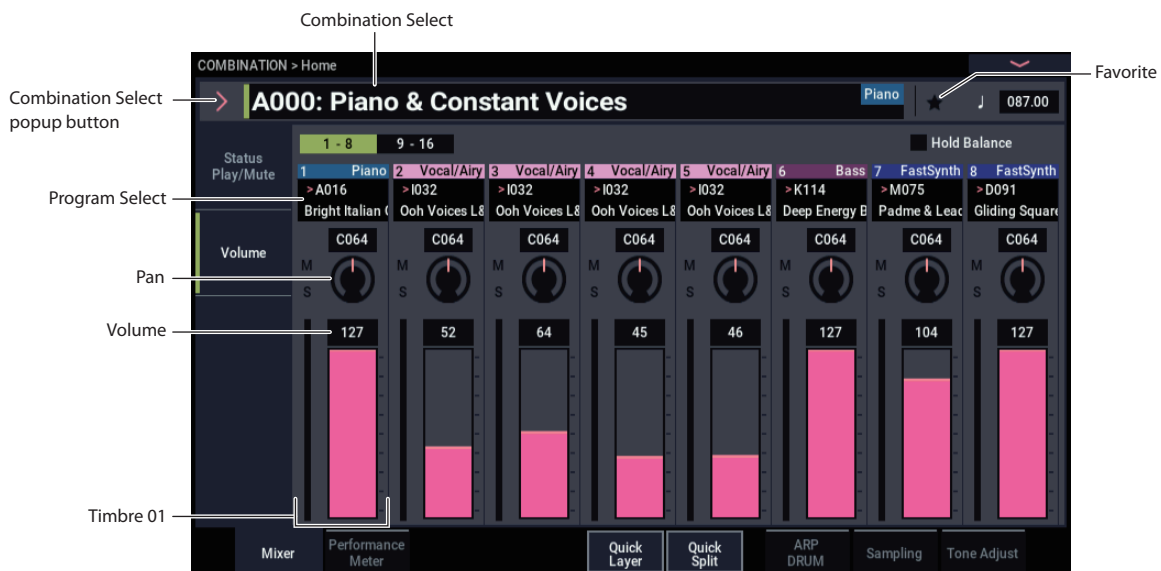 Combination Select
COMBINATION > Home
Favorite
Combination Select
popup button
A000: Piano & Constant Voices
Piano
♩ 087.00
1 - 8 9 - 16
Hold Balance
Status
Play/Mute
1 Piano 2 Vocal/Airy 3 Vocal/Airy 4 Vocal/Airy 5 Vocal/Airy 6 Bass 7 FastSynth 8 FastSynth
Program Select
>A016 >I032 >I032 >I032 >I032 >K114 >M075 >D091
Bright Italian Ooh Voices L& Ooh Voices L& Ooh Voices L& Ooh Voices L& Deep Energy B Padme & Lead Gliding Square
C064 C064 C064 C064 C064 C064 C064 C064
Volume
Pan
M M M M M M M M
S S S S S S S S
Volume
127 52 64 45 46 127 104 127
Timbre 01
Mixer
Performance
Meter
Quick
Layer
Quick
Split
ARP
DRUM
Sampling
Tone Adjust